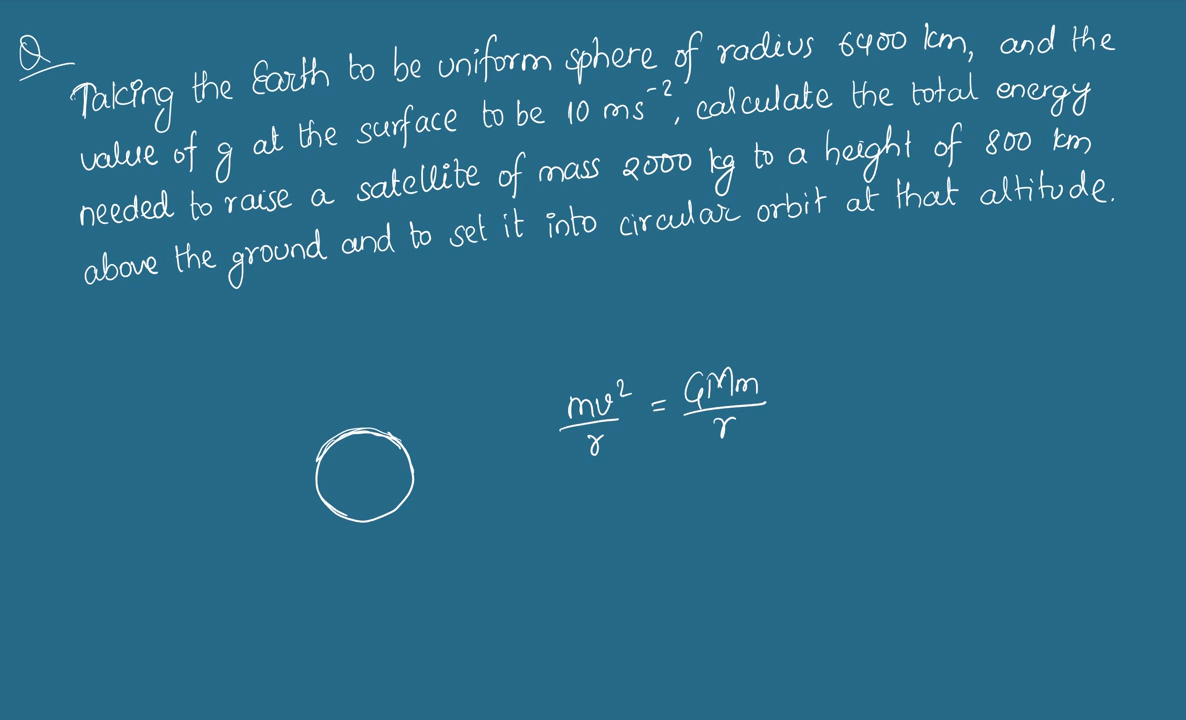 Q
Taking the Earth to be uniform sphere of radius 6400 km, and the
value of g at the surface to be 10 ms⁻², calculate the total energy
needed to raise a satellite of mass 2000 kg to a height of 800 km
above the ground and to set it into circular orbit at that altitude.
mv²/r = GMm/r